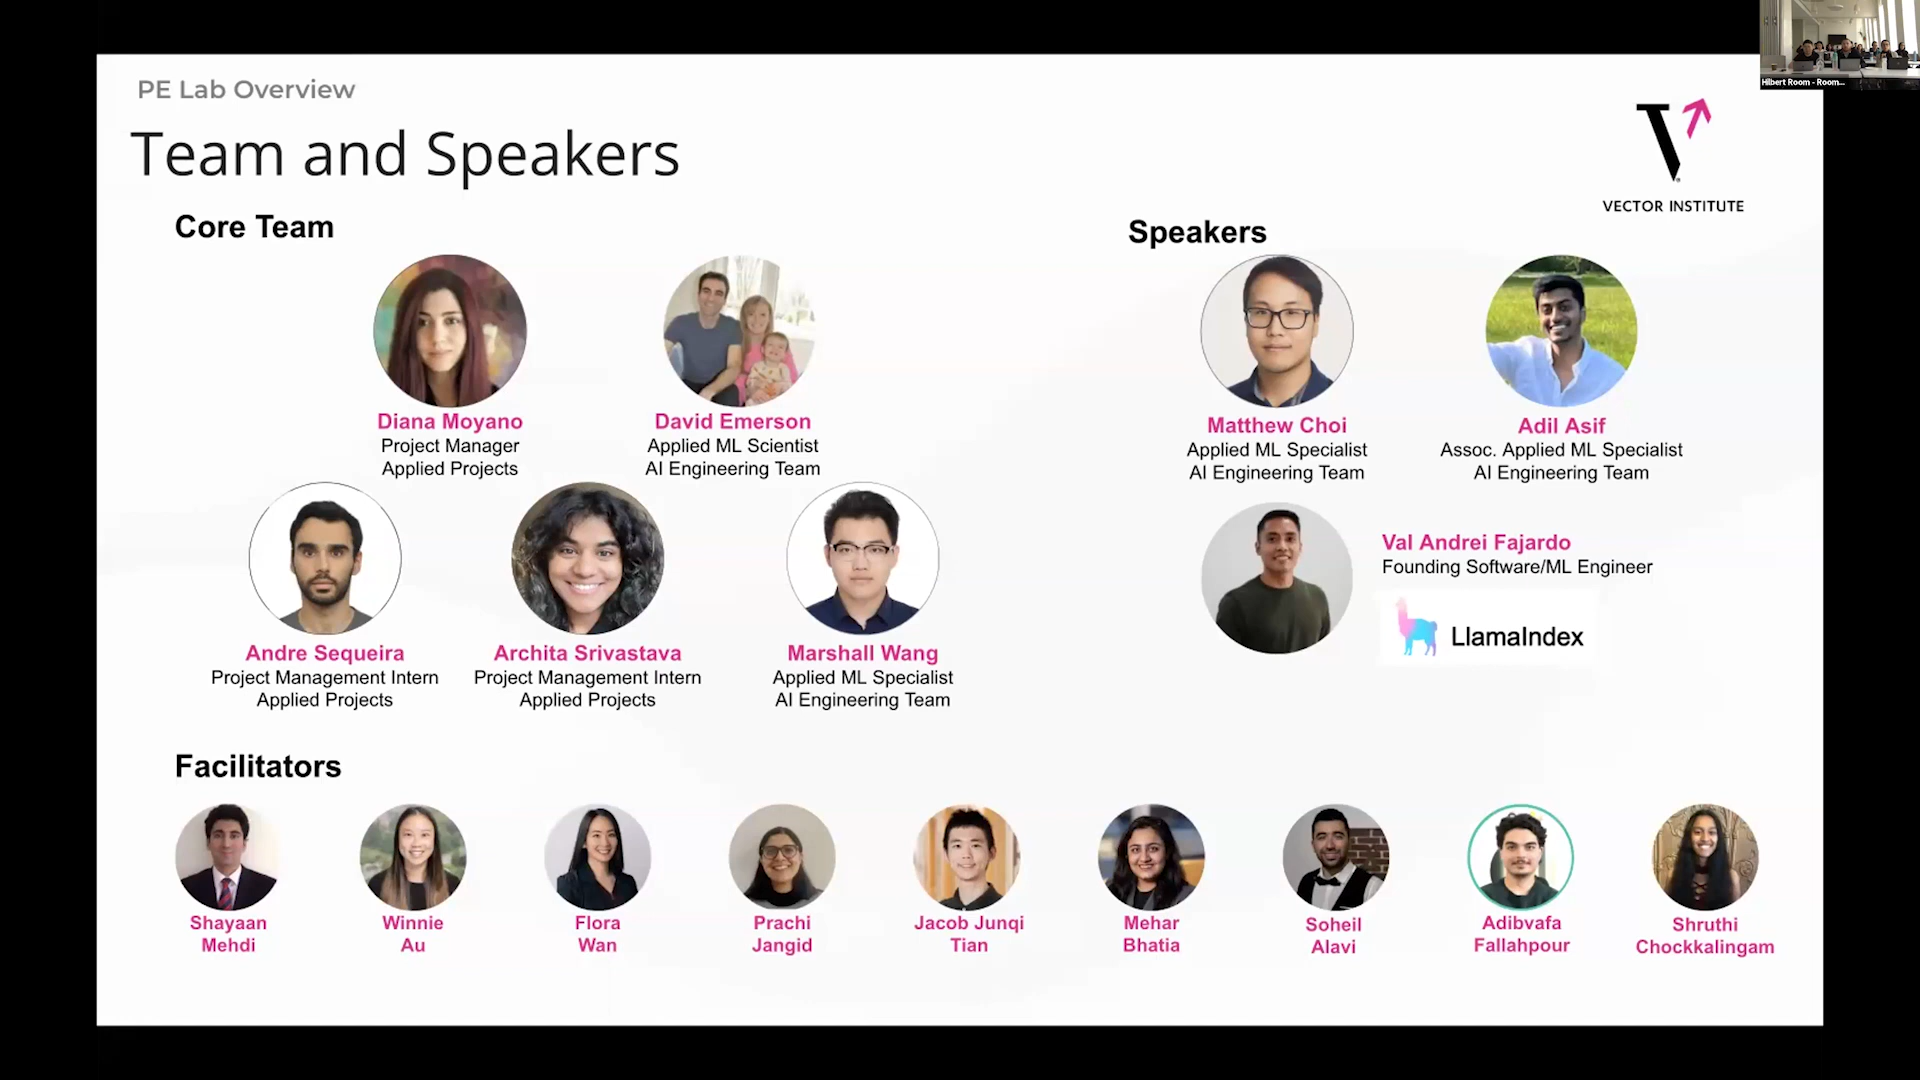 PE Lab Overview
Team and Speakers
VECTOR INSTITUTE
Core Team
Diana Moyano
Project Manager
Applied Projects
David Emerson
Applied ML Scientist
AI Engineering Team
Andre Sequeira
Project Management Intern
Applied Projects
Archita Srivastava
Project Management Intern
Applied Projects
Marshall Wang
Applied ML Specialist
AI Engineering Team
Speakers
Matthew Choi
Applied ML Specialist
AI Engineering Team
Adil Asif
Assoc. Applied ML Specialist
AI Engineering Team
Val Andrei Fajardo
Founding Software/ML Engineer
LlamaIndex
Facilitators
Shayaan
Mehdi
Winnie
Au
Flora
Wan
Prachi
Jangid
Jacob Junqi
Tian
Mehar
Bhatia
Soheil
Alavi
Adibvafa
Fallahpour
Shruthi
Chockkalingam
Hilbert Room - Room...